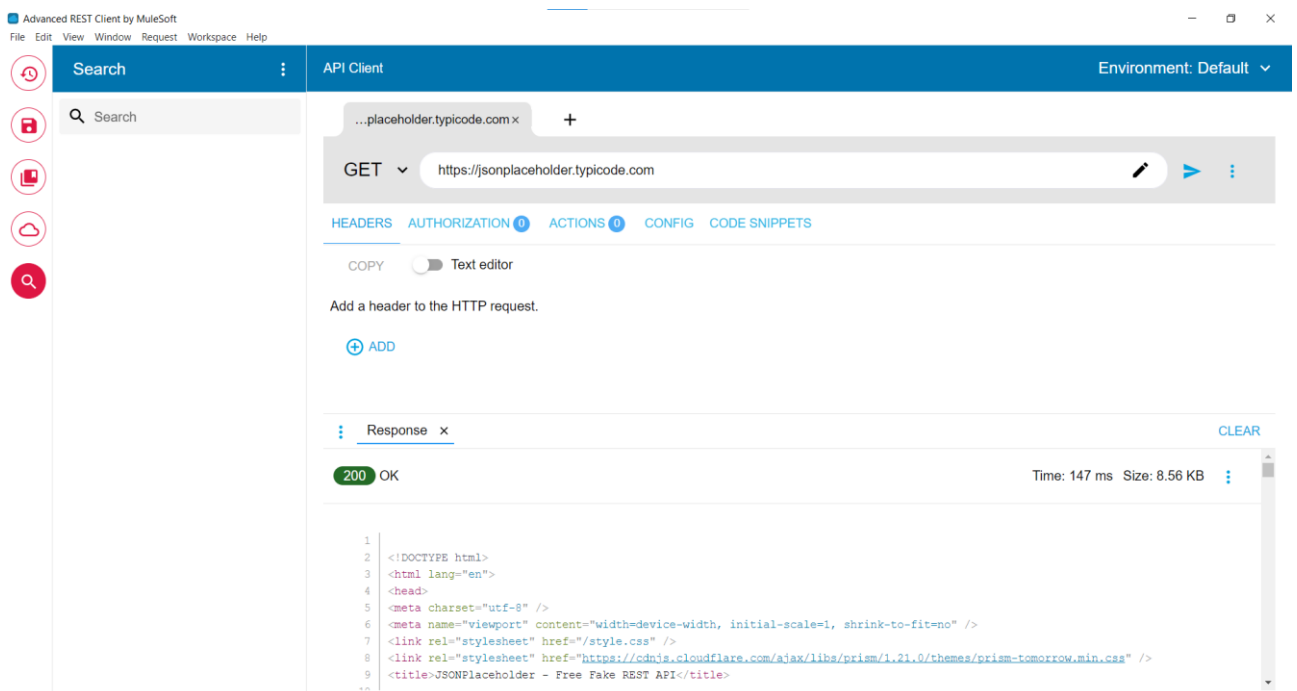 Advanced REST Client by MuleSoft
File Edit View Window Request Workspace Help
Search
API Client
Environment: Default
Search
...placeholder.typicode.com ×
GET
https://jsonplaceholder.typicode.com
HEADERS AUTHORIZATION 0 ACTIONS 0 CONFIG CODE SNIPPETS
COPY Text editor
Add a header to the HTTP request.
ADD
Response ×
CLEAR
200 OK
Time: 147 ms Size: 8.56 KB
1
2 <!DOCTYPE html>
3 <html lang="en">
4 <head>
5 <meta charset="utf-8" />
6 <meta name="viewport" content="width=device-width, initial-scale=1, shrink-to-fit=no" />
7 <link rel="stylesheet" href="/style.css" />
8 <link rel="stylesheet" href="https://cdnjs.cloudflare.com/ajax/libs/prism/1.21.0/themes/prism-tomorrow.min.css" />
9 <title>JSONPlaceholder - Free Fake REST API</title>
10